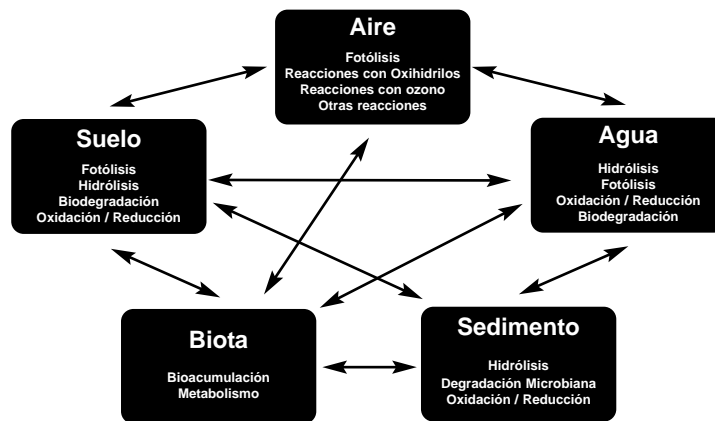 Aire
Fotólisis
Reacciones con Oxihidrilos
Reacciones con ozono
Otras reacciones
Suelo
Fotólisis
Hidrólisis
Biodegradación
Oxidación / Reducción
Agua
Hidrólisis
Fotólisis
Oxidación / Reducción
Biodegradación
Biota
Bioacumulación
Metabolismo
Sedimento
Hidrólisis
Degradación Microbiana
Oxidación / Reducción